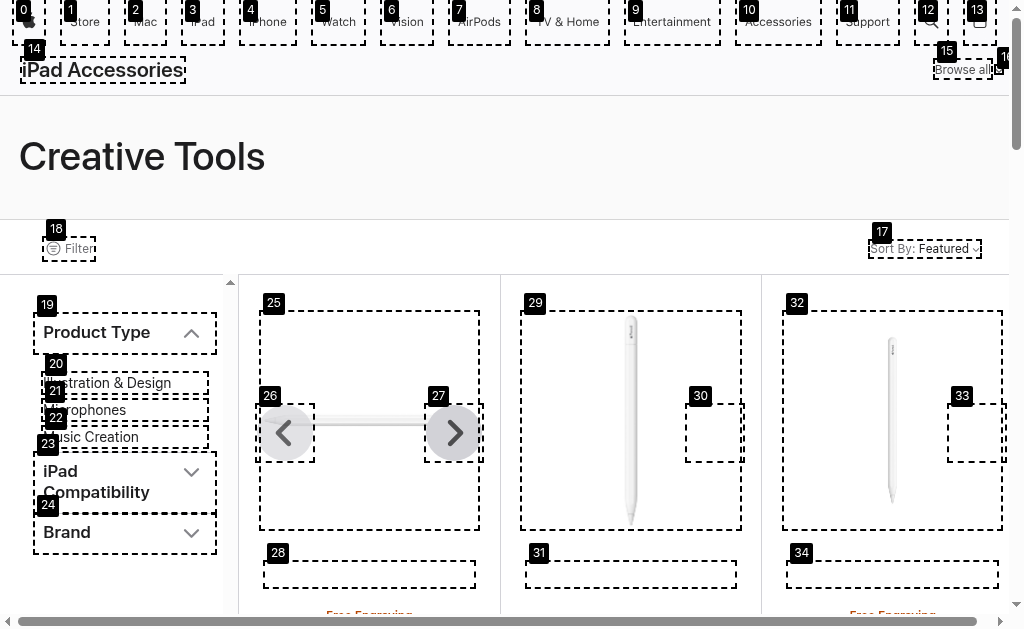 0 1 2 3 4 5 6 7 8 9 10 11 12 13
Store Mac iPad iPhone Watch Vision AirPods TV & Home Entertainment Accessories Support
14
15
16
iPad Accessories
Browse all
Creative Tools
18
17
Filter
Sort By: Featured
19
25
29
32
Product Type
20
Illustration & Design
21
26
27
30
33
Microphones
22
Music Creation
23
iPad
Compatibility
24
Brand
28
31
34
Free Engraving
Free Engraving